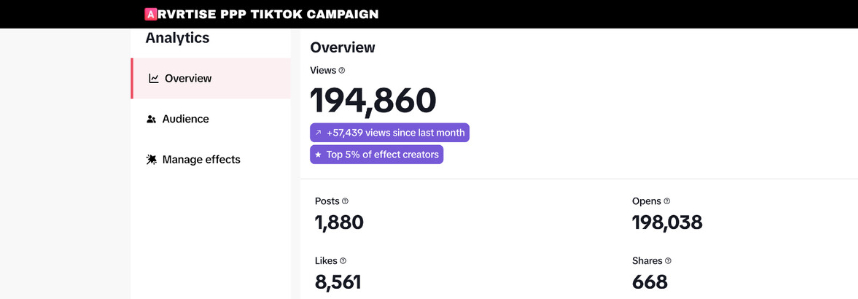 ARVRTISE PPP TIKTOK CAMPAIGN
Analytics
Overview
Audience
Manage effects
Overview
Views
194,860
+57,439 views since last month
Top 5% of effect creators
Posts
1,880
Opens
198,038
Likes
8,561
Shares
668